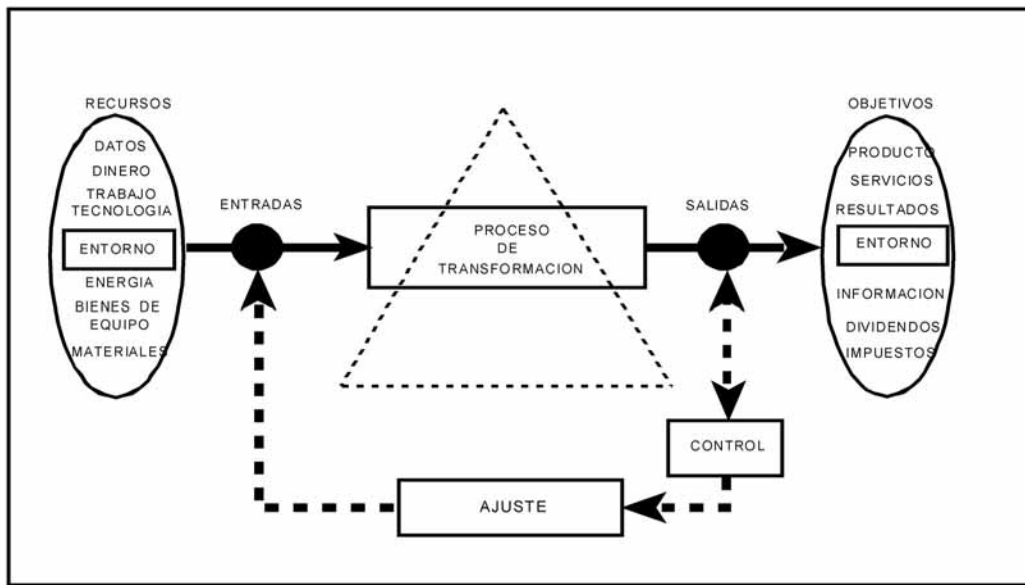 RECURSOS
DATOS
DINERO
TRABAJO
TECNOLOGIA
ENTORNO
ENERGIA
BIENES DE
EQUIPO
MATERIALES
ENTRADAS
PROCESO
DE
TRANSFORMACION
SALIDAS
OBJETIVOS
PRODUCTO
SERVICIOS
RESULTADOS
ENTORNO
INFORMACION
DIVIDENDOS
IMPUESTOS
CONTROL
AJUSTE